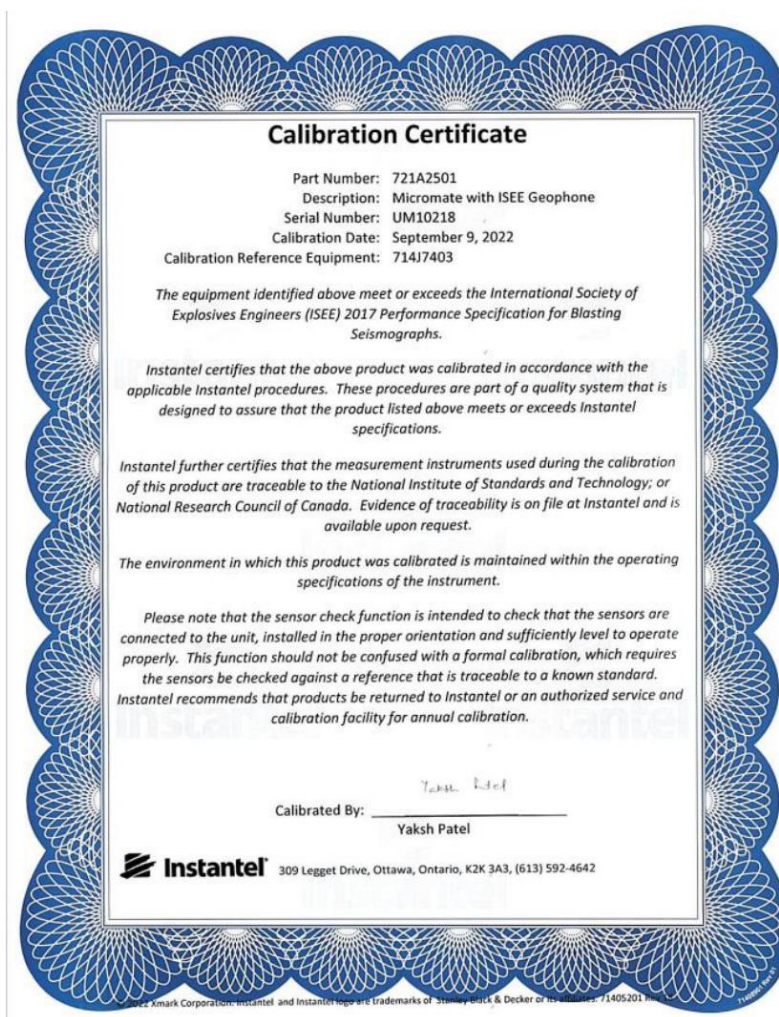 Calibration Certificate
Part Number: 721A2501
Description: Micromate with ISEE Geophone
Serial Number: UM10218
Calibration Date: September 9, 2022
Calibration Reference Equipment: 714J7403
The equipment identified above meet or exceeds the International Society of
Explosives Engineers (ISEE) 2017 Performance Specification for Blasting
Seismographs.
Instantel certifies that the above product was calibrated in accordance with the
applicable Instantel procedures. These procedures are part of a quality system that is
designed to assure that the product listed above meets or exceeds Instantel
specifications.
Instantel further certifies that the measurement instruments used during the calibration
of this product are traceable to the National Institute of Standards and Technology; or
National Research Council of Canada. Evidence of traceability is on file at Instantel and is
available upon request.
The environment in which this product was calibrated is maintained within the operating
specifications of the instrument.
Please note that the sensor check function is intended to check that the sensors are
connected to the unit, installed in the proper orientation and sufficiently level to operate
properly. This function should not be confused with a formal calibration, which requires
the sensors be checked against a reference that is traceable to a known standard.
Instantel recommends that products be returned to Instantel or an authorized service and
calibration facility for annual calibration.
Yaksh Patel
Calibrated By:
Yaksh Patel
Instantel 309 Legget Drive, Ottawa, Ontario, K2K 3A3, (613) 592-4642
© 2022 Xmark Corporation. Instantel and Instantel logo are trademarks of Stanley Black & Decker or its affiliates. 71405201 Rev